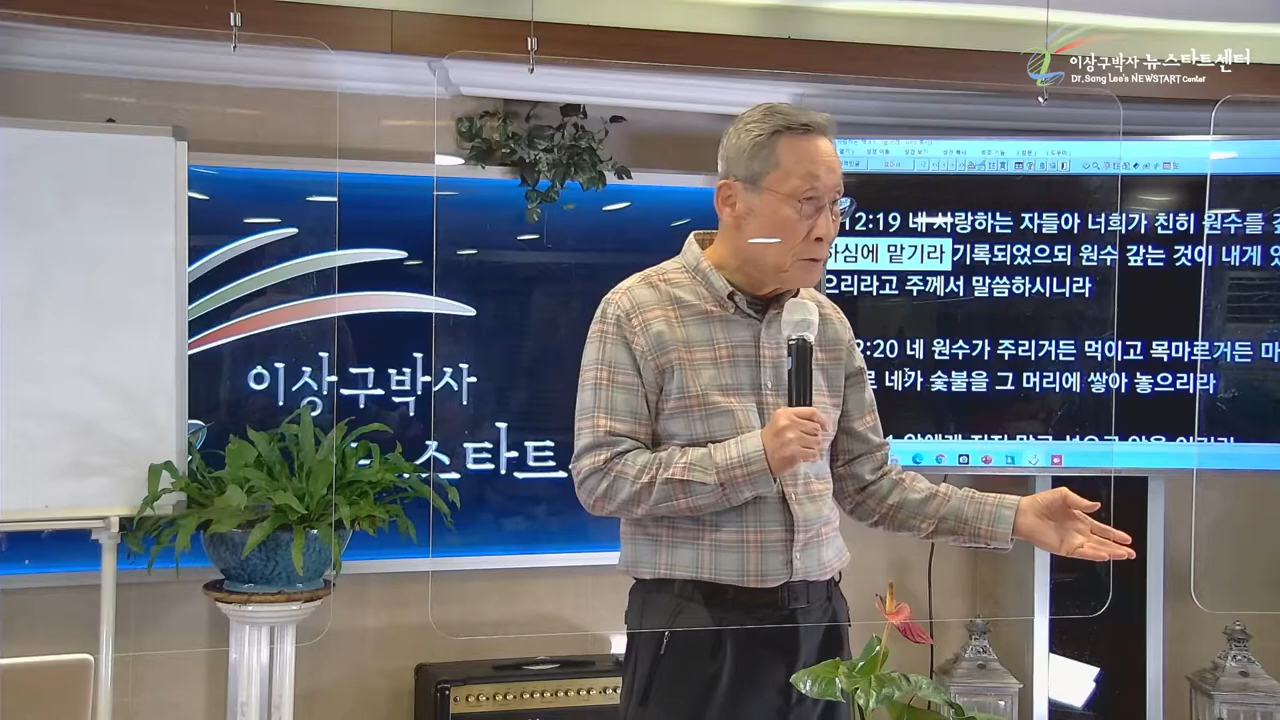 이상구박사 뉴스타트센터
Dr. Sang Lee's NEWSTART Center
12:19 네 사랑하는 자들아 너희가 친히 원수를
하심에 맡기라 기록되었으되 원수 갚는 것이 내게
으리라고 주께서 말씀하시니라
:20 네 원수가 주리거든 먹이고 목마르거든
네가 숯불을 그 머리에 쌓아 놓으리라
이상구박사
스타트